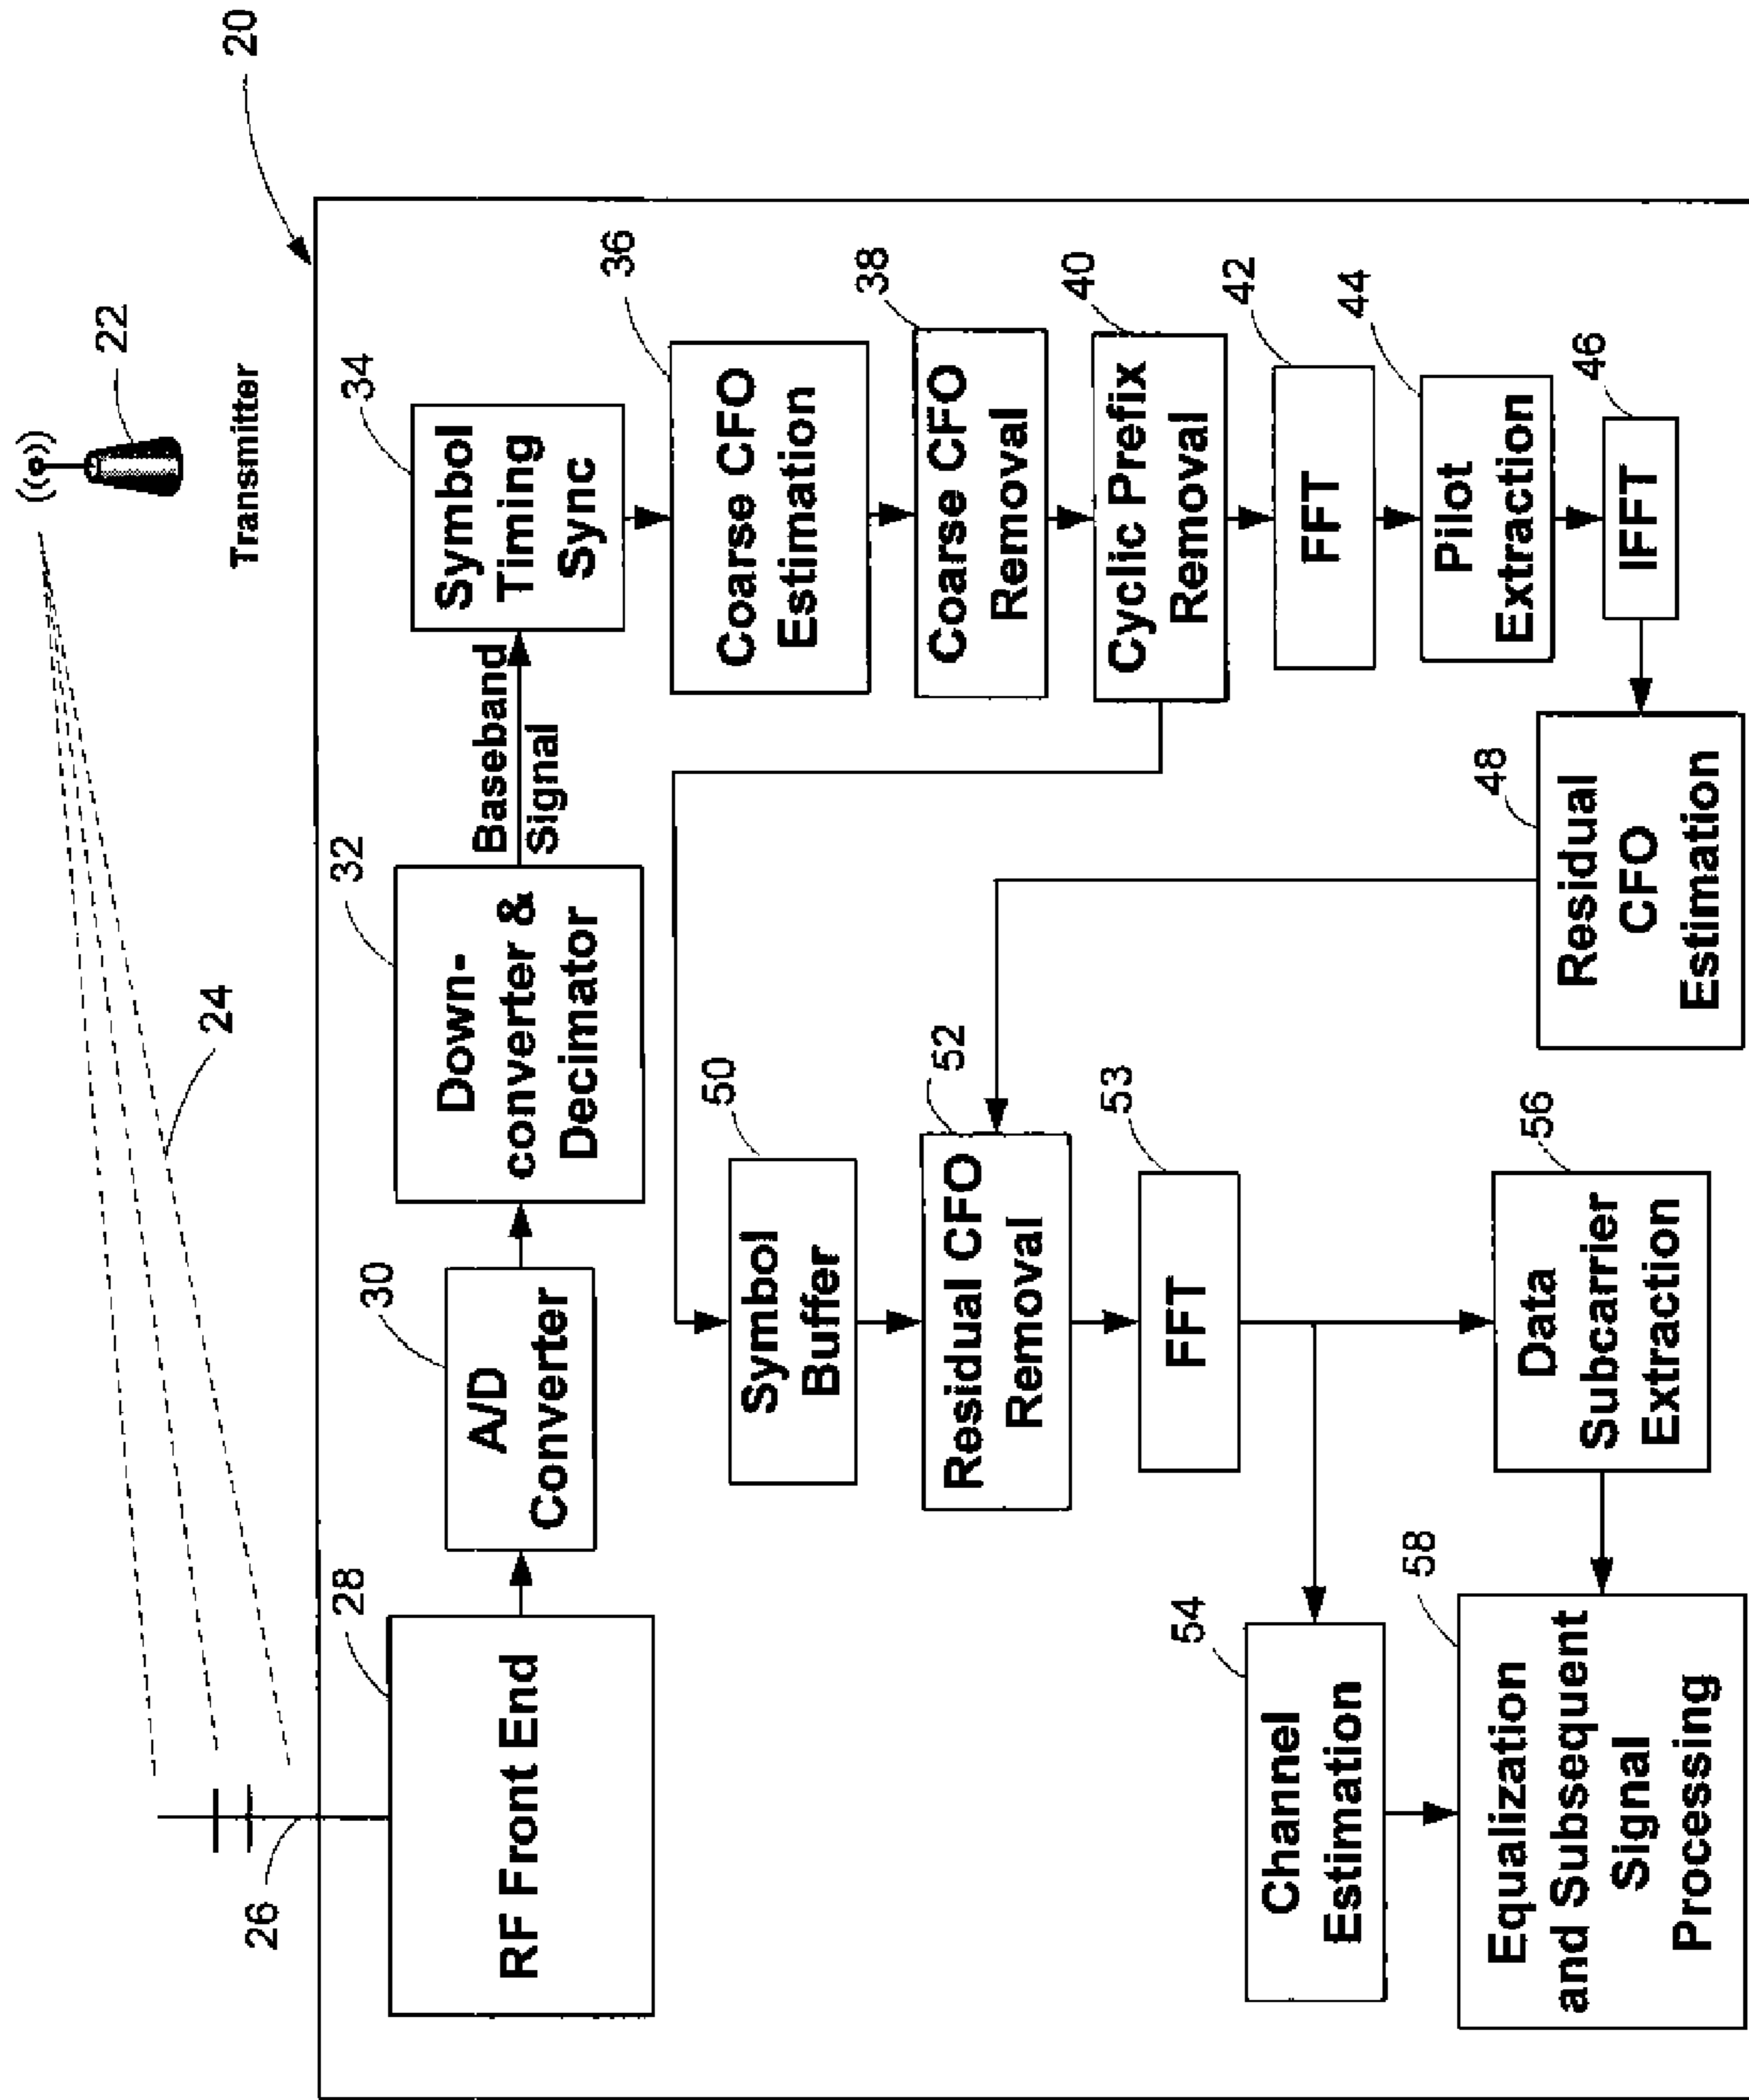 20
22
Transmitter
24
26
28
RF Front End
30
A/D
Converter
32
Down-
converter &
Decimator
Baseband
Signal
34
Symbol
Timing
Sync
36
Coarse CFO
Estimation
38
Coarse CFO
Removal
40
Cyclic Prefix
Removal
42
FFT
44
Pilot
Extraction
46
IFFT
48
Residual
CFO
Estimation
50
Symbol
Buffer
52
Residual CFO
Removal
53
FFT
54
Channel
Estimation
56
Data
Subcarrier
Extraction
58
Equalization
and Subsequent
Signal
Processing